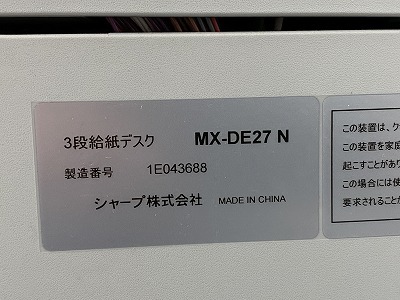 3段給紙デスク MX-DE27 N
製造番号 1E043688
シャープ株式会社 MADE IN CHINA
この装置は、ク
この装置を家庭
起こすことがあり
この場合には使
要求されることが